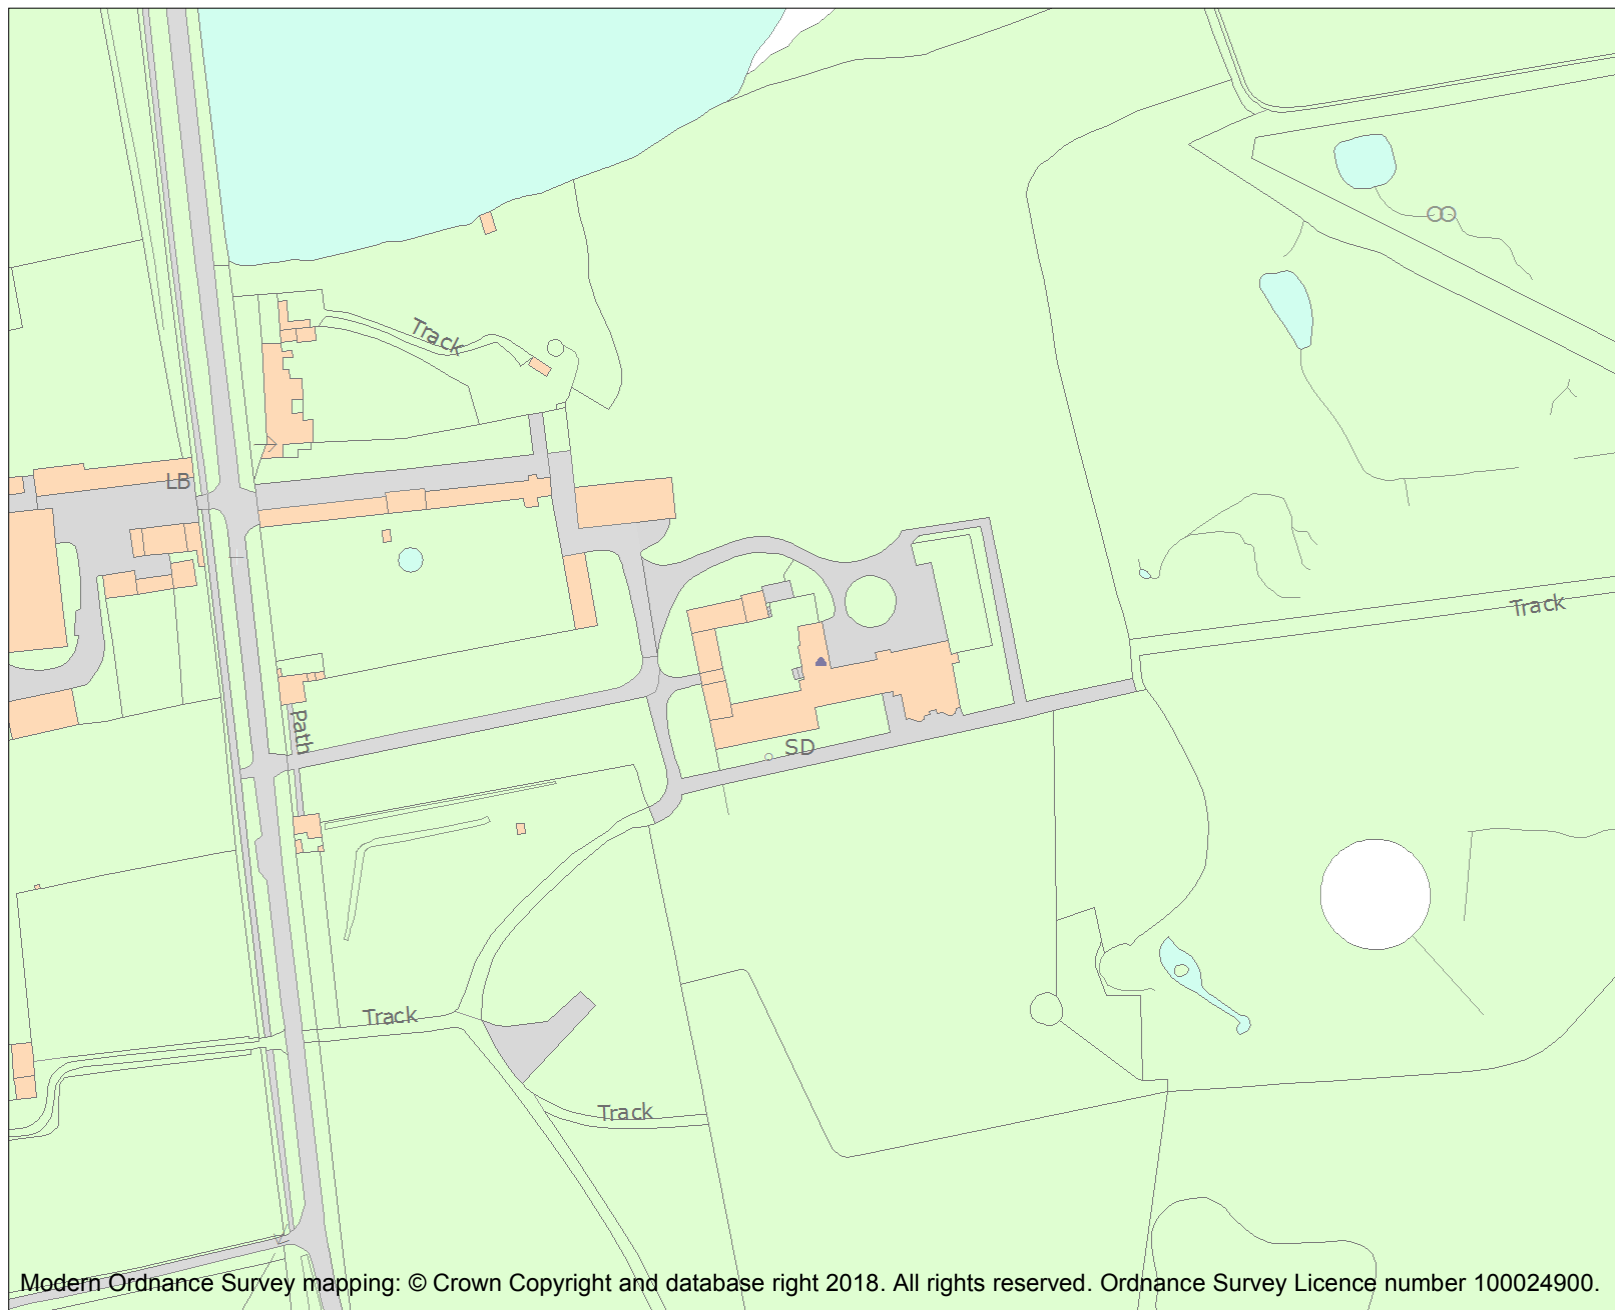 Track
LB
Track
Path
SD
Track
Track
Modern Ordnance Survey mapping: © Crown Copyright and database right 2018. All rights reserved. Ordnance Survey Licence number 100024900.